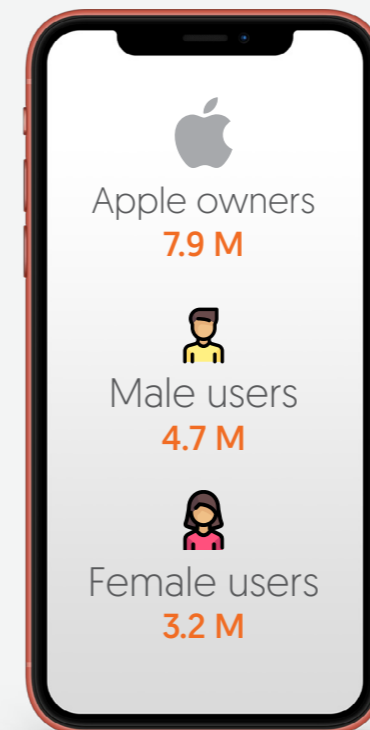 Apple owners
7.9 M
Male users
4.7 M
Female users
3.2 M